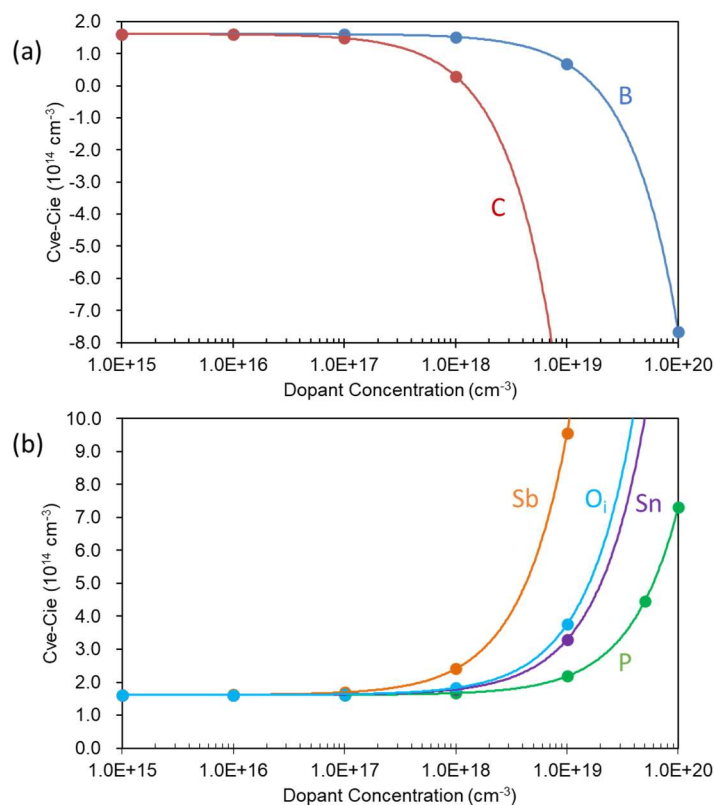 (a)
Cve-Cie (10¹⁴ cm⁻³)
2.0
1.0
0.0
-1.0
-2.0
-3.0
-4.0
-5.0
-6.0
-7.0
-8.0
B
C
1.0E+15 1.0E+16 1.0E+17 1.0E+18 1.0E+19 1.0E+20
Dopant Concentration (cm⁻³)
(b)
Cve-Cie (10¹⁴ cm⁻³)
10.0
9.0
8.0
7.0
6.0
5.0
4.0
3.0
2.0
1.0
0.0
Sb Oᵢ Sn
P
1.0E+15 1.0E+16 1.0E+17 1.0E+18 1.0E+19 1.0E+20
Dopant Concentration (cm⁻³)